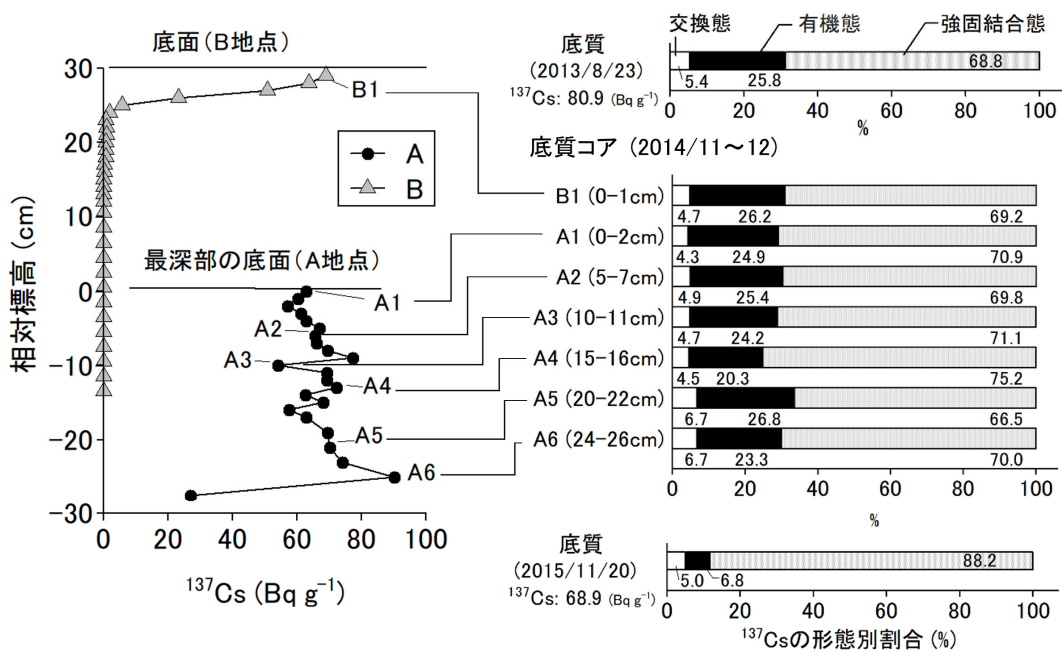 底面(B地点)
30
20
10
0
−10
−20
−30
相対標高 (cm)
B1
A
B
最深部の底面(A地点)
A1
A2
A3
A4
A5
A6
0 20 40 60 80 100
¹³⁷Cs (Bq g⁻¹)
交換態 有機態 強固結合態
底質
(2013/8/23)
¹³⁷Cs: 80.9 (Bq g⁻¹)
5.4 25.8 68.8
0 20 40 60 80 100
%
底質コア (2014/11~12)
B1 (0−1cm)
4.7 26.2 69.2
A1 (0−2cm)
4.3 24.9 70.9
A2 (5−7cm)
4.9 25.4 69.8
A3 (10−11cm)
4.7 24.2 71.1
A4 (15−16cm)
4.5 20.3 75.2
A5 (20−22cm)
6.7 26.8 66.5
A6 (24−26cm)
6.7 23.3 70.0
0 20 40 60 80 100
%
底質
(2015/11/20)
¹³⁷Cs: 68.9 (Bq g⁻¹)
5.0 6.8 88.2
0 20 40 60 80 100
¹³⁷Csの形態別割合 (%)